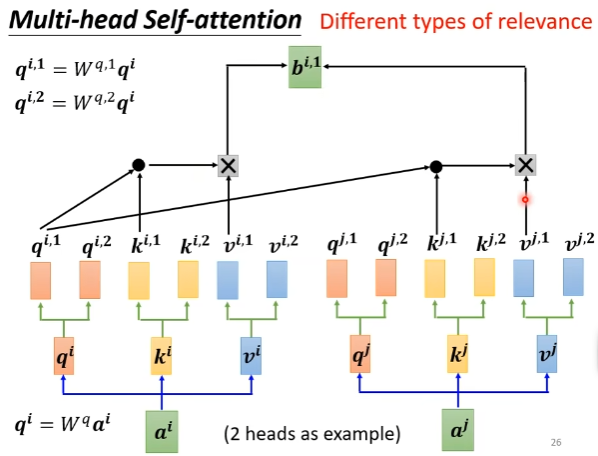 Multi-head Self-attention Different types of relevance
q^{i,1} = W^{q,1}q^i
q^{i,2} = W^{q,2}q^i
b^{i,1}
q^{i,1} q^{i,2} k^{i,1} k^{i,2} v^{i,1} v^{i,2} q^{j,1} q^{j,2} k^{j,1} k^{j,2} v^{j,1} v^{j,2}
q^i k^i v^i q^j k^j v^j
q^i = W^q a^i
a^i (2 heads as example) a^j
26